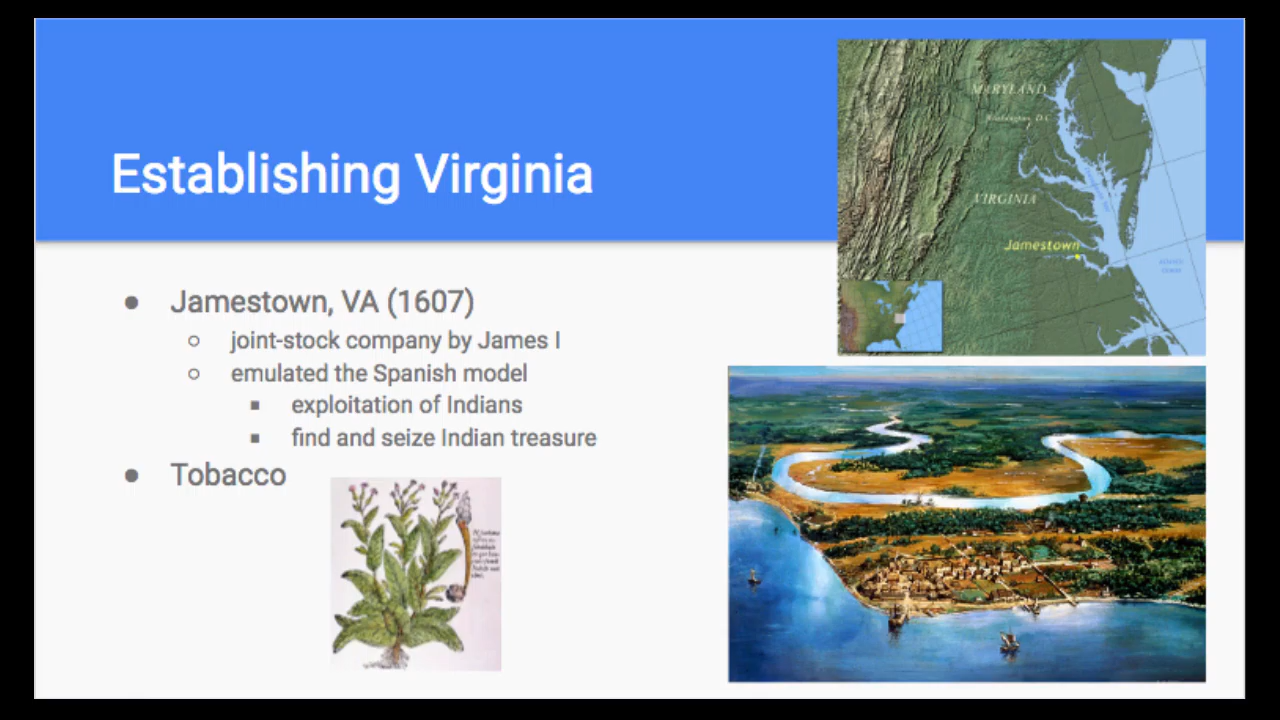 Establishing Virginia
Jamestown, VA (1607)
joint-stock company by James I
emulated the Spanish model
exploitation of Indians
find and seize Indian treasure
Tobacco
MARYLAND
Washington, D.C.
VIRGINIA
Jamestown